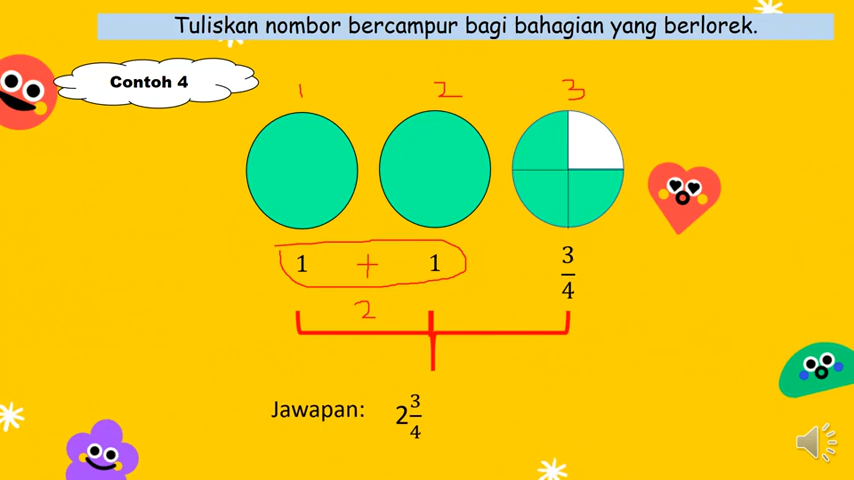 Tuliskan nombor bercampur bagi bahagian yang berlorek.
Contoh 4
1 2 3
1 + 1 3/4
2
Jawapan: 2 3/4